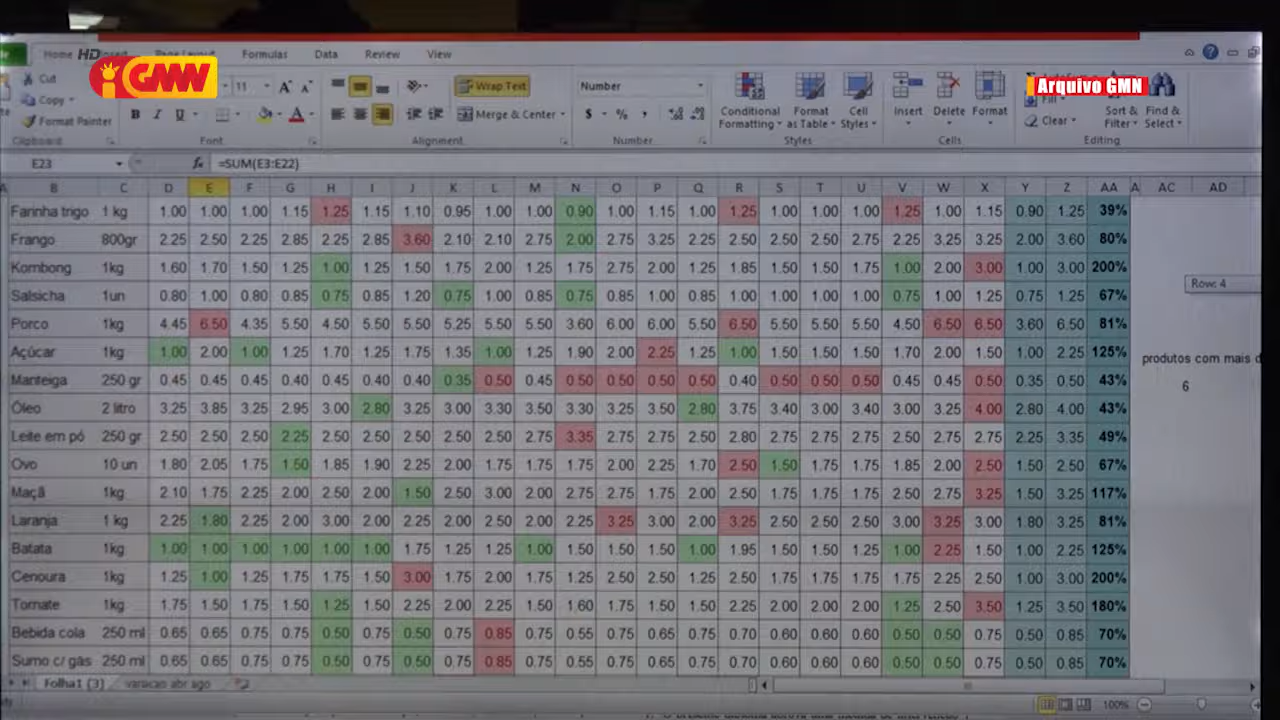 Home Insert Page Layout Formulas Data Review View
HD
GMN
Arquivo GMN
Cut
Copy
Format Painter
Clipboard
11 A A
B I U
Font
Wrap Text
Merge & Center
Alignment
Number
$ % ,
Number
Conditional Formatting
Format as Table
Cell Styles
Styles
Insert Delete Format
Cells
Fill
Clear
Sort & Filter
Find & Select
Editing
E23 fx =SUM(E3:E22)
A B C D E F G H I J K L M N O P Q R S T U V W X Y Z AA A AC AD
Farinha trigo 1 kg 1.00 1.00 1.00 1.15 1.25 1.15 1.10 0.95 1.00 1.00 0.90 1.00 1.15 1.00 1.25 1.00 1.00 1.00 1.25 1.00 1.15 0.90 1.25 39%
Frango 800gr 2.25 2.50 2.25 2.85 2.25 2.85 3.60 2.10 2.10 2.75 2.00 2.75 3.25 2.25 2.50 2.50 2.50 2.75 2.25 3.25 3.25 2.00 3.60 80%
Kombong 1kg 1.60 1.70 1.50 1.25 1.00 1.25 1.50 1.75 2.00 1.25 1.75 2.75 2.00 1.25 1.85 1.50 1.50 1.75 1.00 2.00 3.00 1.00 3.00 200%
Salsicha 1un 0.80 1.00 0.80 0.85 0.75 0.85 1.20 0.75 1.00 0.85 0.75 0.85 1.00 0.85 1.00 1.00 1.00 1.00 0.75 1.00 1.25 0.75 1.25 67%
Porco 1kg 4.45 6.50 4.35 5.50 4.50 5.50 5.50 5.25 5.50 5.50 3.60 6.00 6.00 5.50 6.50 5.50 5.50 5.50 4.50 6.50 6.50 3.60 6.50 81%
Açúcar 1kg 1.00 2.00 1.00 1.25 1.70 1.25 1.75 1.35 1.00 1.25 1.90 2.00 2.25 1.25 1.00 1.50 1.50 1.50 1.70 2.00 1.50 1.00 2.25 125%
Manteiga 250 gr 0.45 0.45 0.45 0.40 0.45 0.40 0.40 0.35 0.50 0.45 0.50 0.50 0.50 0.50 0.40 0.50 0.50 0.50 0.45 0.45 0.50 0.35 0.50 43%
Óleo 2 litro 3.25 3.85 3.25 2.95 3.00 2.80 3.25 3.00 3.30 3.50 3.30 3.25 3.50 2.80 3.75 3.40 3.00 3.40 3.00 3.25 4.00 2.80 4.00 43%
Leite em pó 250 gr 2.50 2.50 2.50 2.25 2.50 2.50 2.50 2.50 2.50 2.75 3.35 2.75 2.75 2.50 2.80 2.75 2.75 2.75 2.50 2.75 2.75 2.25 3.35 49%
Ovo 10 un 1.80 2.05 1.75 1.50 1.85 1.90 2.25 2.00 1.75 1.75 1.75 2.00 2.25 1.70 2.50 1.50 1.75 1.75 1.85 2.00 2.50 1.50 2.50 67%
Maçã 1kg 2.10 1.75 2.25 2.00 2.50 2.00 1.50 2.50 3.00 2.00 2.75 2.75 2.75 2.50 2.75 1.75 1.75 1.75 2.50 2.75 3.25 1.50 3.25 117%
Laranja 1 kg 2.25 1.80 2.25 2.00 3.00 2.00 2.25 2.25 2.50 2.00 2.25 3.25 3.00 2.00 3.25 2.50 2.50 2.50 3.00 3.25 3.00 1.80 3.25 81%
Batata 1kg 1.00 1.00 1.00 1.00 1.00 1.00 1.75 1.25 1.25 1.00 1.50 1.50 1.50 1.00 1.95 1.50 1.50 1.25 1.00 2.25 1.50 1.00 2.25 125%
Cenoura 1kg 1.25 1.00 1.25 1.75 1.75 1.50 3.00 1.75 2.00 1.75 1.25 2.50 2.50 1.25 2.50 1.75 1.75 1.75 1.75 2.25 2.50 1.00 3.00 200%
Tomate 1kg 1.75 1.50 1.75 1.50 1.25 1.50 2.25 2.00 2.25 1.50 1.60 1.75 1.75 1.50 2.25 2.00 2.00 2.00 1.25 2.50 3.50 1.25 3.50 180%
Bebida cola 250 ml 0.65 0.65 0.75 0.75 0.50 0.75 0.50 0.75 0.85 0.75 0.55 0.75 0.65 0.75 0.70 0.60 0.60 0.75 0.50 0.50 0.75 0.50 0.85 70%
Sumo c/ gás 250 ml 0.65 0.65 0.75 0.75 0.50 0.75 0.50 0.75 0.85 0.75 0.55 0.75 0.65 0.75 0.70 0.60 0.60 0.75 0.50 0.50 0.75 0.50 0.85 70%
Row: 4
produtos com mais d
6
Folha1 (3) varacao abr ago
100%